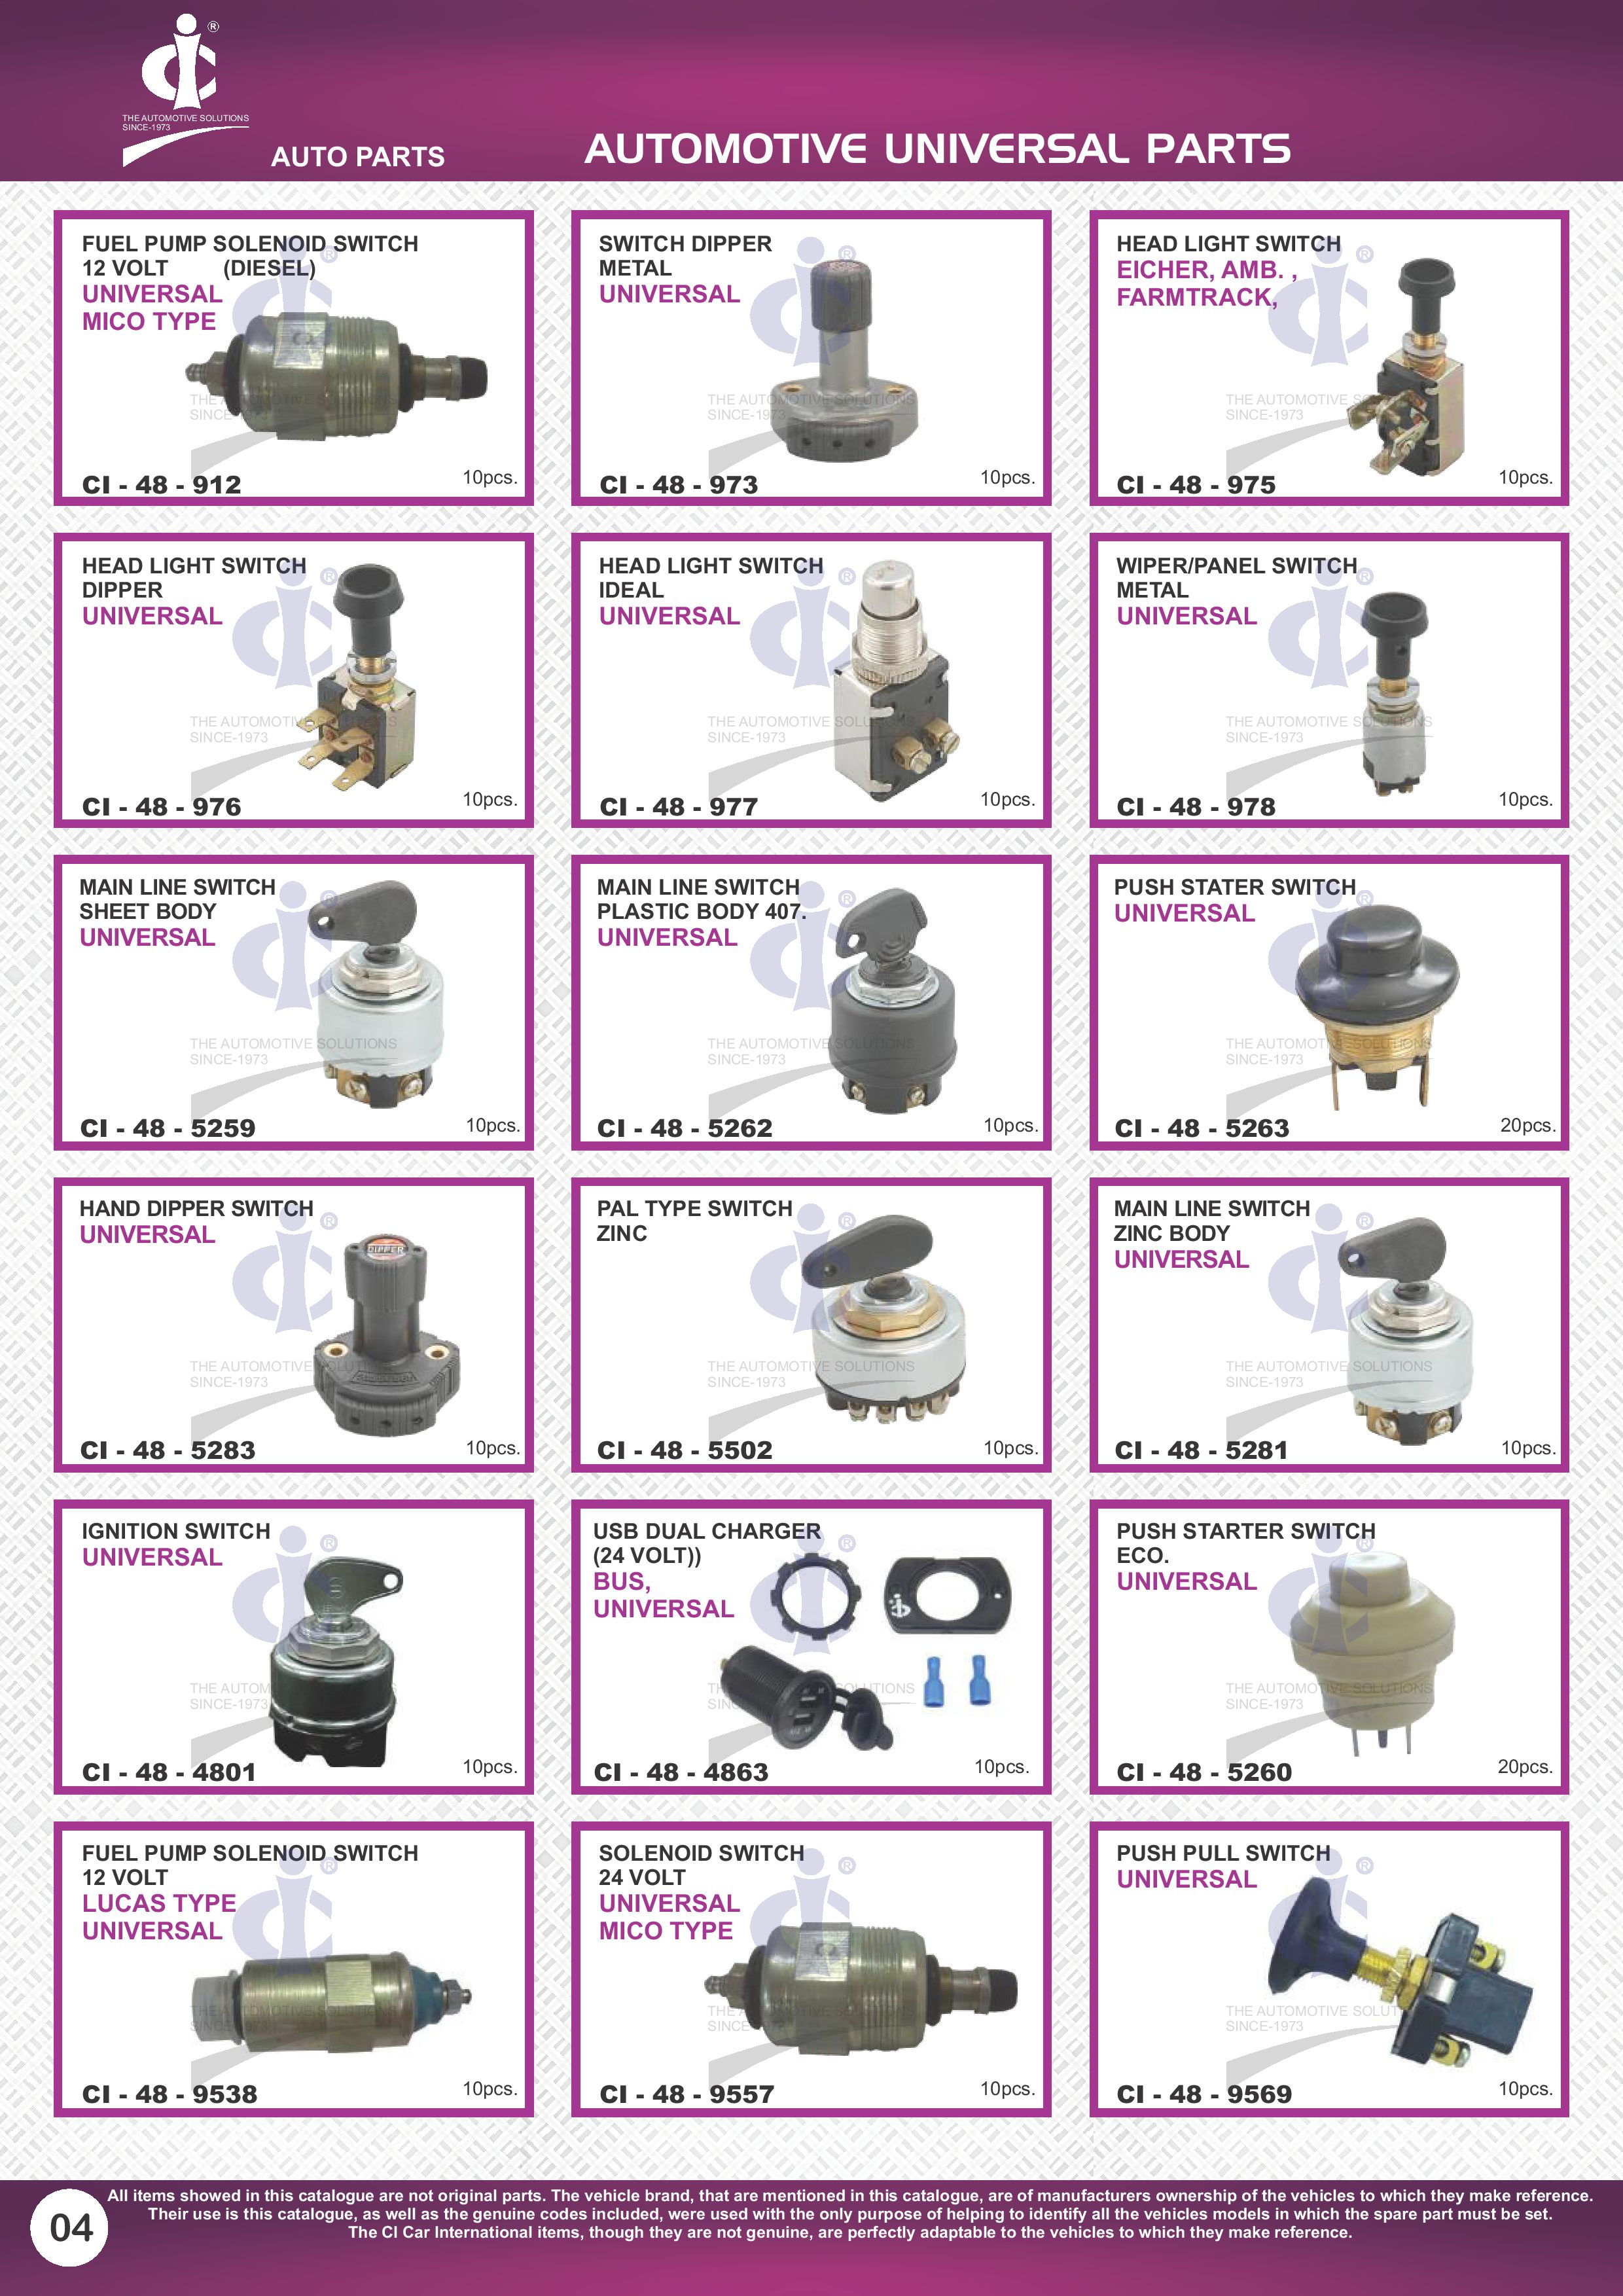 ®
THE AUTOMOTIVE SOLUTIONS
SINCE-1973
AUTO PARTS
AUTOMOTIVE UNIVERSAL PARTS
FUEL PUMP SOLENOID SWITCH
12 VOLT (DIESEL)
UNIVERSAL
MICO TYPE
CI - 48 - 912
10pcs.
SWITCH DIPPER
METAL
UNIVERSAL
CI - 48 - 973
10pcs.
HEAD LIGHT SWITCH
EICHER, AMB. ,
FARMTRACK,
CI - 48 - 975
10pcs.
HEAD LIGHT SWITCH
DIPPER
UNIVERSAL
CI - 48 - 976
10pcs.
HEAD LIGHT SWITCH
IDEAL
UNIVERSAL
CI - 48 - 977
10pcs.
WIPER/PANEL SWITCH
METAL
UNIVERSAL
CI - 48 - 978
10pcs.
MAIN LINE SWITCH
SHEET BODY
UNIVERSAL
CI - 48 - 5259
10pcs.
MAIN LINE SWITCH
PLASTIC BODY 407.
UNIVERSAL
CI - 48 - 5262
10pcs.
PUSH STATER SWITCH
UNIVERSAL
CI - 48 - 5263
20pcs.
HAND DIPPER SWITCH
UNIVERSAL
DIPPER
CI - 48 - 5283
10pcs.
PAL TYPE SWITCH
ZINC
CI - 48 - 5502
10pcs.
MAIN LINE SWITCH
ZINC BODY
UNIVERSAL
CI - 48 - 5281
10pcs.
IGNITION SWITCH
UNIVERSAL
CI - 48 - 4801
10pcs.
USB DUAL CHARGER
(24 VOLT))
BUS,
UNIVERSAL
CI - 48 - 4863
10pcs.
PUSH STARTER SWITCH
ECO.
UNIVERSAL
CI - 48 - 5260
20pcs.
FUEL PUMP SOLENOID SWITCH
12 VOLT
LUCAS TYPE
UNIVERSAL
CI - 48 - 9538
10pcs.
SOLENOID SWITCH
24 VOLT
UNIVERSAL
MICO TYPE
CI - 48 - 9557
10pcs.
PUSH PULL SWITCH
UNIVERSAL
CI - 48 - 9569
10pcs.
04
All items showed in this catalogue are not original parts. The vehicle brand, that are mentioned in this catalogue, are of manufacturers ownership of the vehicles to which they make reference.
Their use is this catalogue, as well as the genuine codes included, were used with the only purpose of helping to identify all the vehicles models in which the spare part must be set.
The CI Car International items, though they are not genuine, are perfectly adaptable to the vehicles to which they make reference.